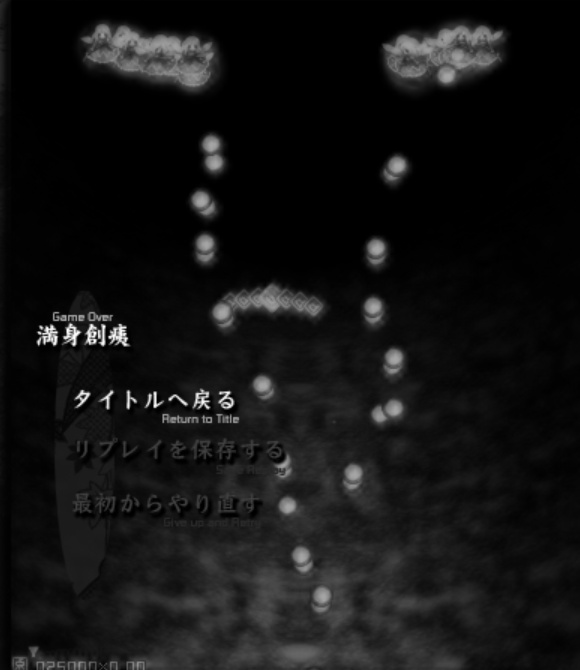 Game Over
満身創痍
タイトルへ戻る
Return to Title
リプレイを保存する
最初からやり直す
Give up and Retry